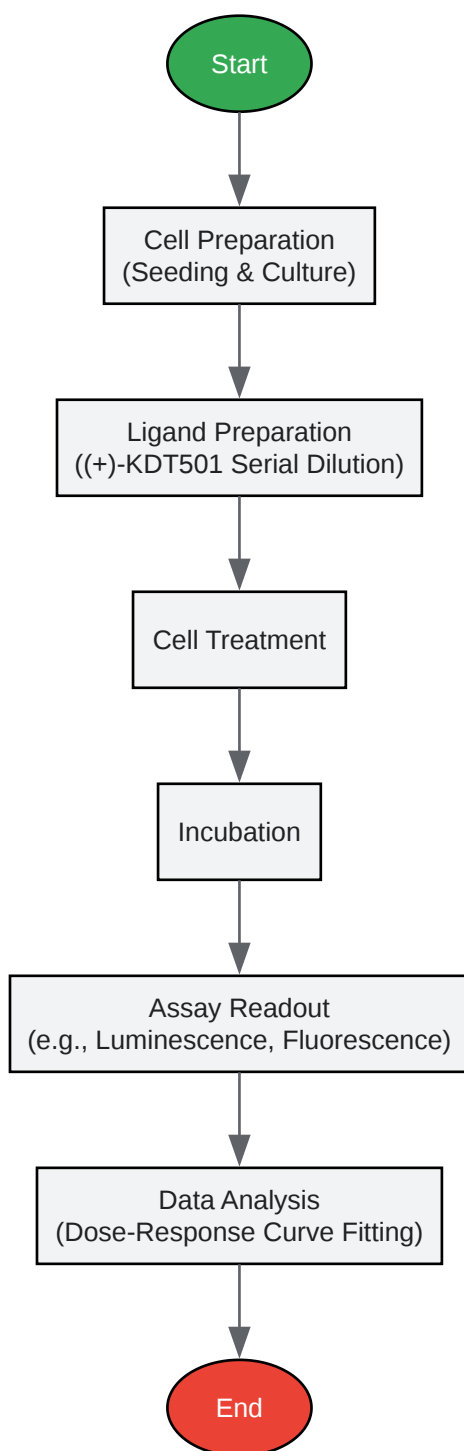 Start
Cell Preparation
(Seeding & Culture)
Ligand Preparation
((+)-KDT501 Serial Dilution)
Cell Treatment
Incubation
Assay Readout
(e.g., Luminescence, Fluorescence)
Data Analysis
(Dose-Response Curve Fitting)
End